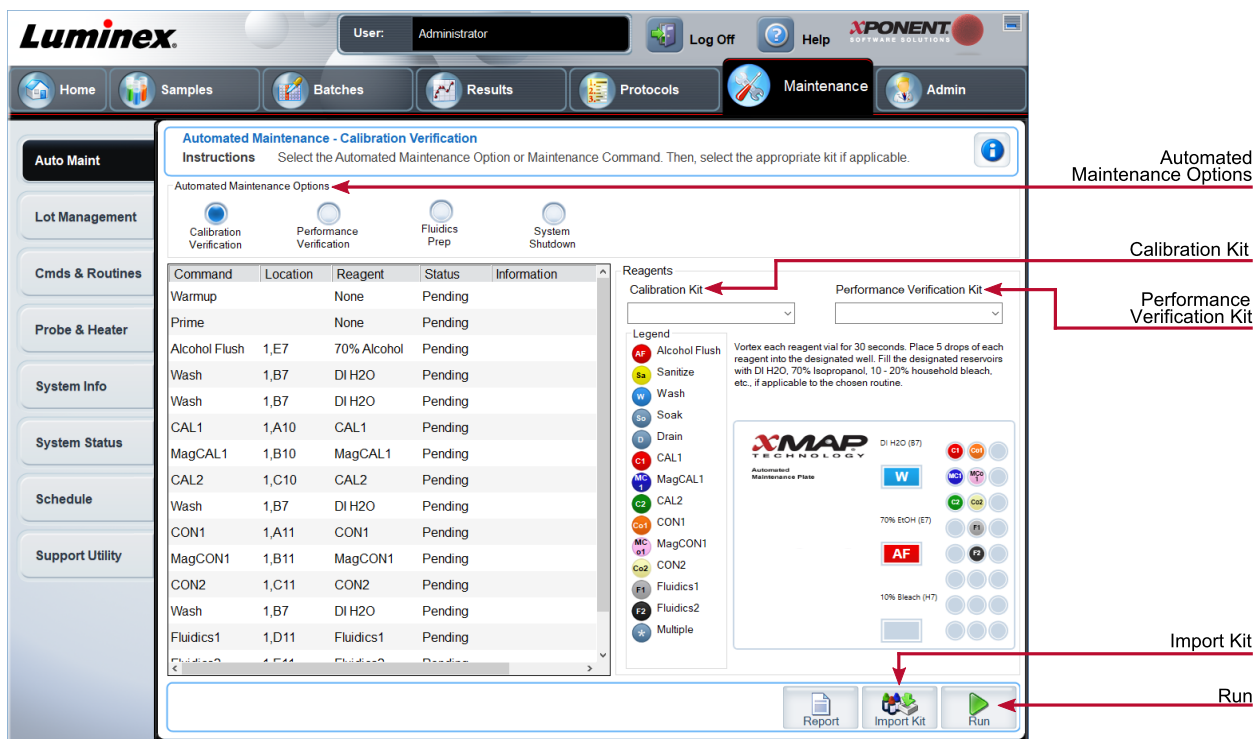 Luminex.
User:
Administrator
Log Off
Help
XPONENT.
SOFTWARE SOLUTIONS
Home
Samples
Batches
Results
Protocols
Maintenance
Admin
Auto Maint
Lot Management
Cmds & Routines
Probe & Heater
System Info
System Status
Schedule
Support Utility
Automated Maintenance - Calibration Verification
Instructions Select the Automated Maintenance Option or Maintenance Command. Then, select the appropriate kit if applicable.
Automated Maintenance Options
Calibration
Verification
Performance
Verification
Fluidics
Prep
System
Shutdown
Command Location Reagent Status Information
Warmup None Pending
Prime None Pending
Alcohol Flush 1,E7 70% Alcohol Pending
Wash 1,B7 DI H2O Pending
Wash 1,B7 DI H2O Pending
CAL1 1,A10 CAL1 Pending
MagCAL1 1,B10 MagCAL1 Pending
CAL2 1,C10 CAL2 Pending
Wash 1,B7 DI H2O Pending
CON1 1,A11 CON1 Pending
MagCON1 1,B11 MagCON1 Pending
CON2 1,C11 CON2 Pending
Wash 1,B7 DI H2O Pending
Fluidics1 1,D11 Fluidics1 Pending
Fluidics2 1,E11 Fluidics2 Pending
Reagents
Calibration Kit
Performance Verification Kit
Legend
AF Alcohol Flush
Sa Sanitize
W Wash
So Soak
D Drain
C1 CAL1
MC1 MagCAL1
C2 CAL2
Co1 CON1
MCo1 MagCON1
Co2 CON2
F1 Fluidics1
F2 Fluidics2
* Multiple
Vortex each reagent vial for 30 seconds. Place 5 drops of each
reagent into the designated well. Fill the designated reservoirs
with DI H2O, 70% Isopropanol, 10 - 20% household bleach,
etc., if applicable to the chosen routine.
xMAP
TECHNOLOGY
Automated
Maintenance Plate
DI H2O (B7)
W
70% EtOH (E7)
AF
10% Bleach (H7)
C1 Co1
MC1 MCo1
C2 Co2
F1
F2
Report
Import Kit
Run
Automated
Maintenance Options
Calibration Kit
Performance
Verification Kit
Import Kit
Run